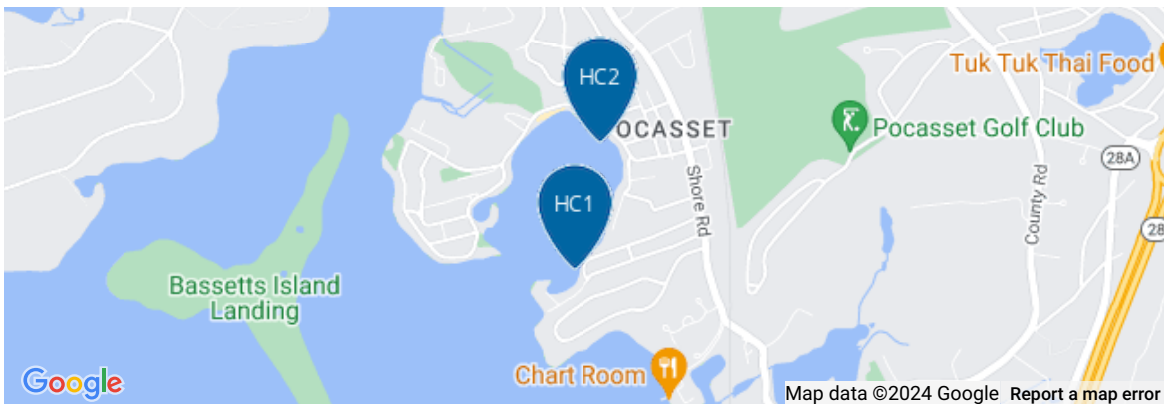 HC2
Tuk Tuk Thai Food
OCASSET
Pocasset Golf Club
28A
Shore Rd
County Rd
HC1
28
Bassetts Island
Landing
Chart Room
Google
Map data ©2024 Google Report a map error